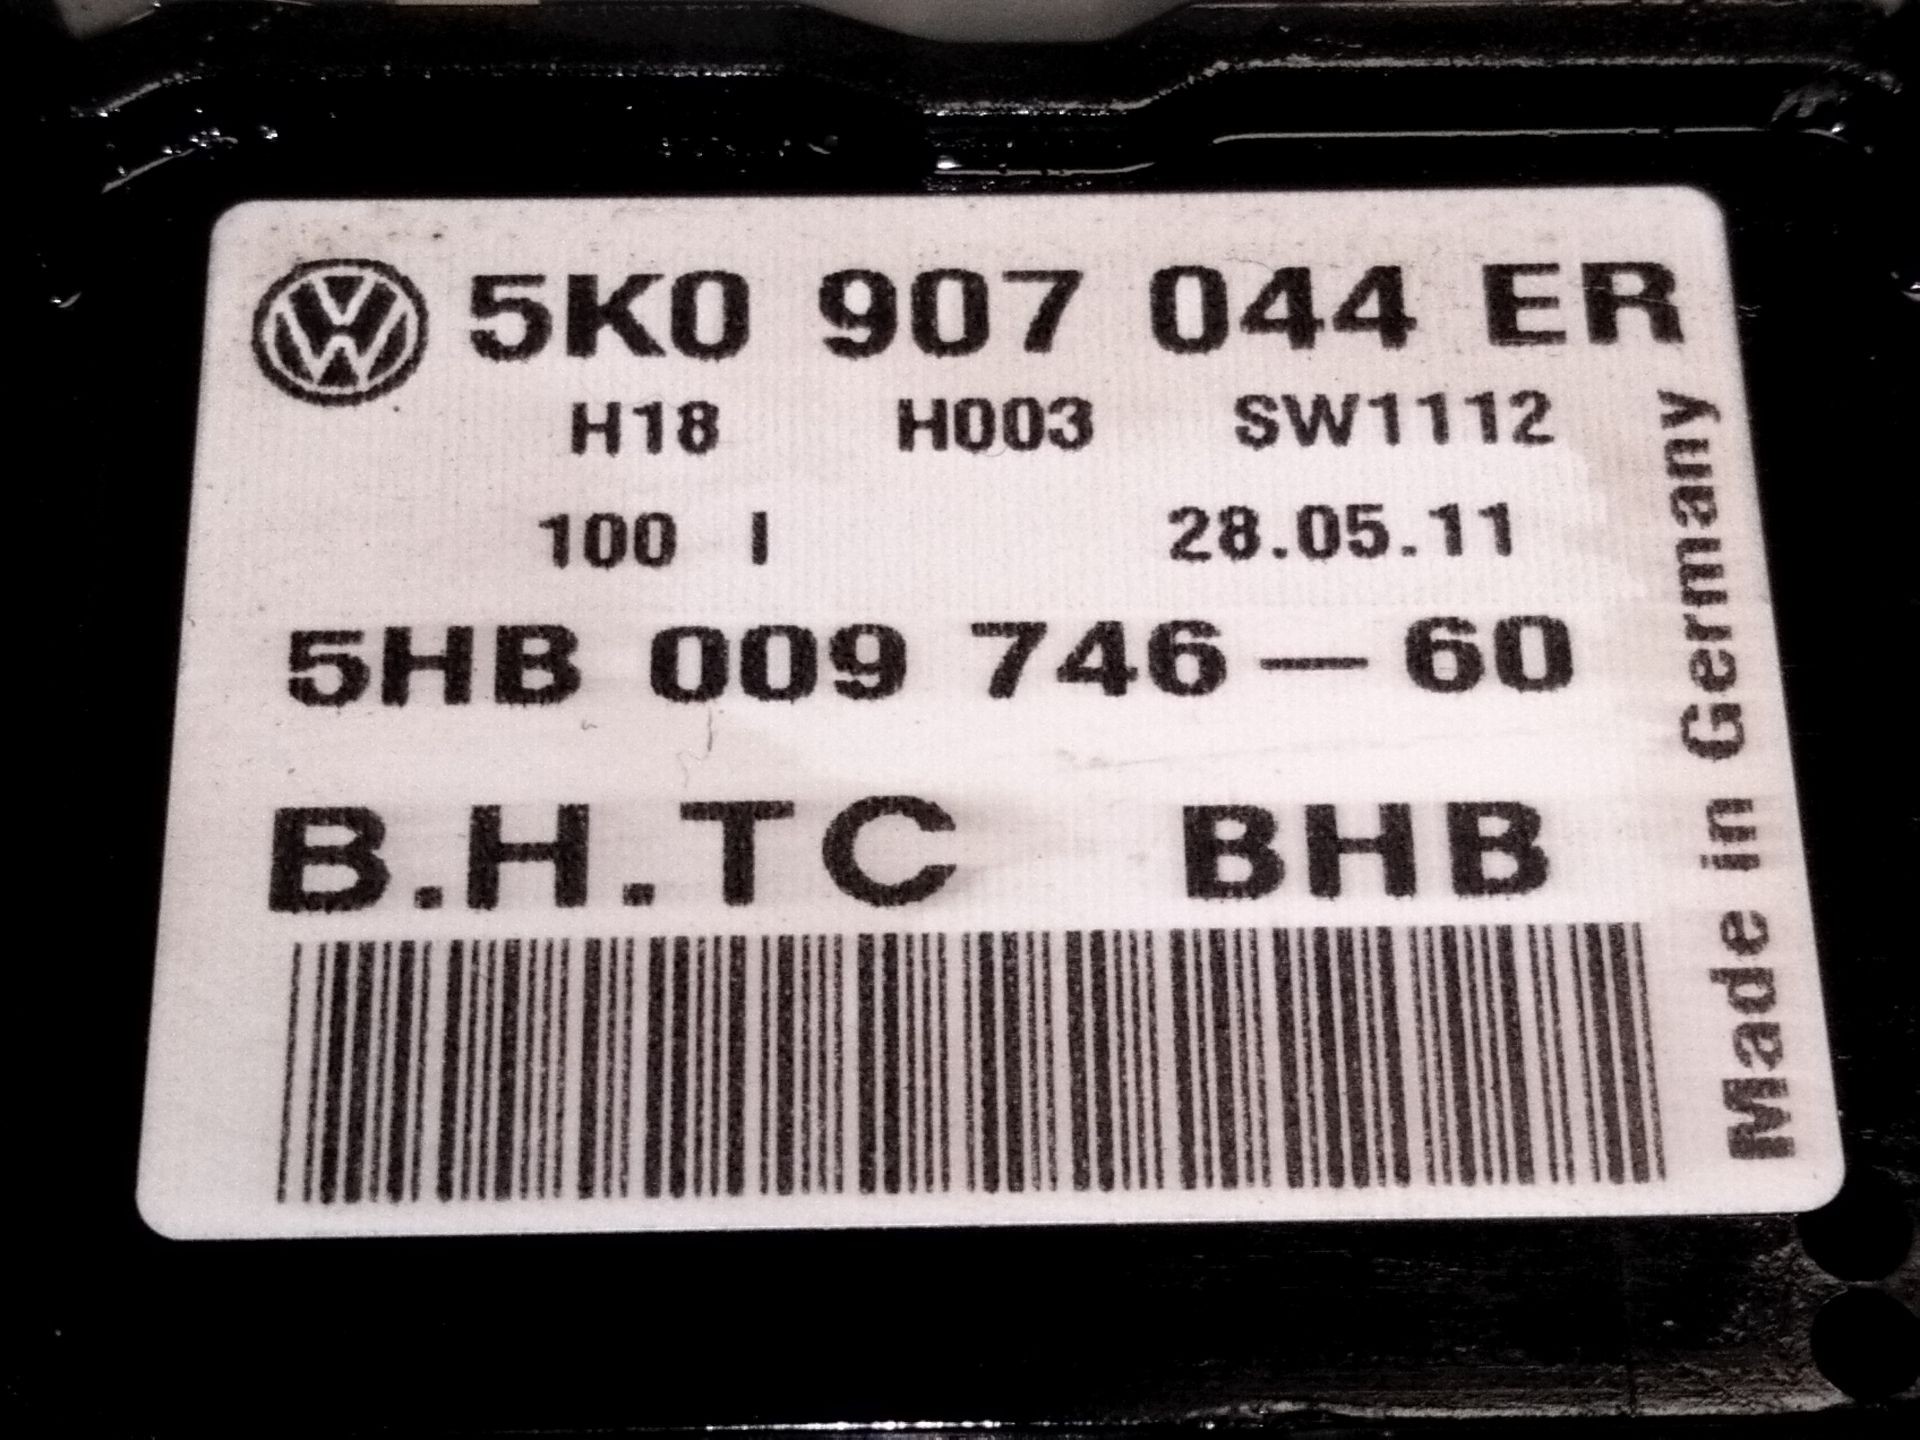 5K0 907 044 ER
H18 H003 SW1112
100 I 28.05.11
5HB 009 746-60
B.H.TC BHB
Made in Germany